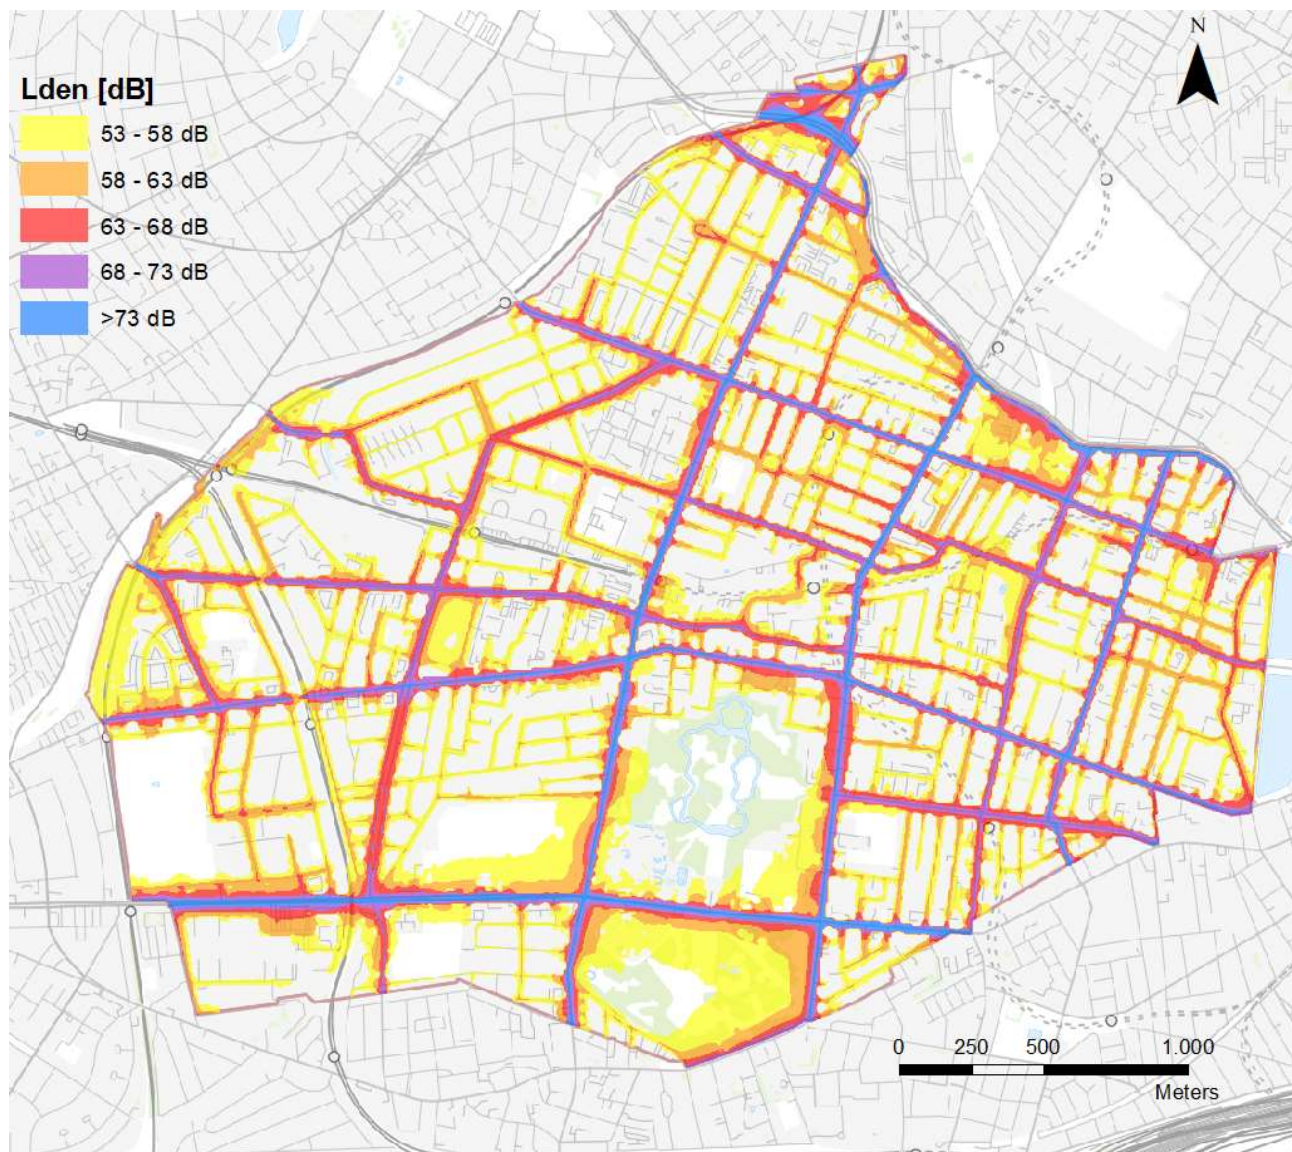 N
Lden [dB]
53 - 58 dB
58 - 63 dB
63 - 68 dB
68 - 73 dB
>73 dB
0 250 500 1.000
Meters